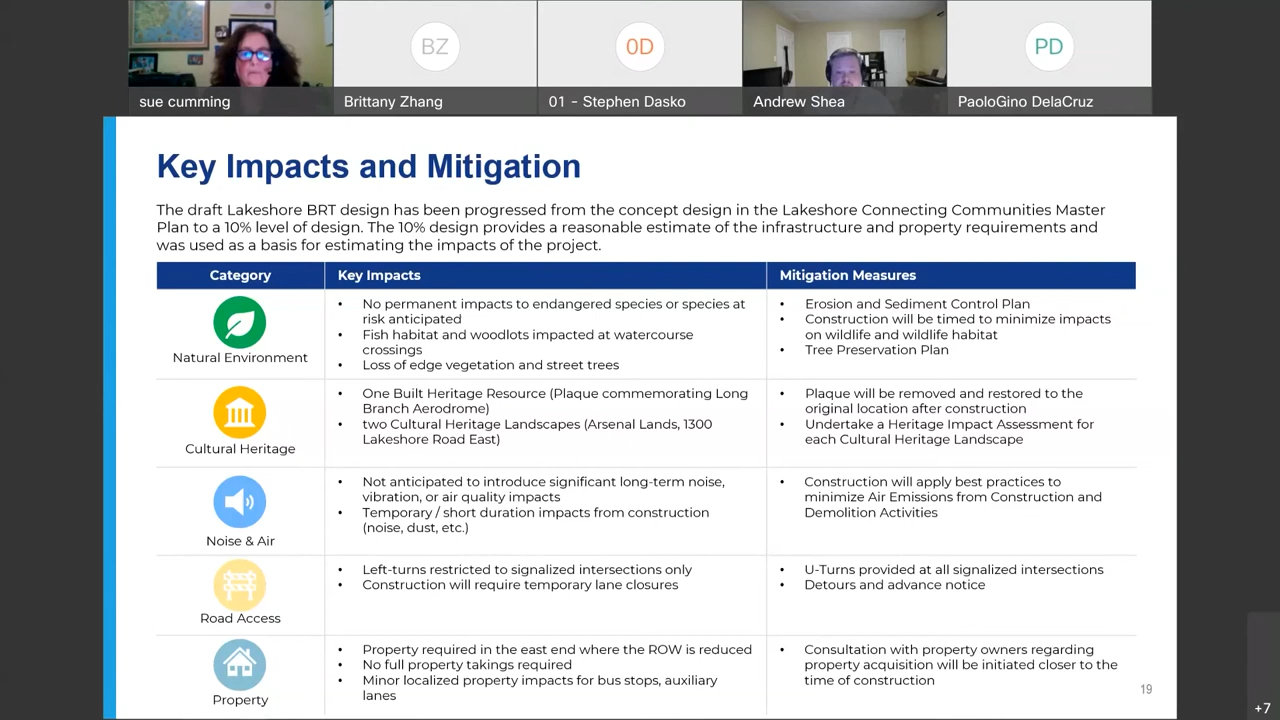 BZ
0D
PD
sue cumming
Brittany Zhang
01 - Stephen Dasko
Andrew Shea
PaoloGino DelaCruz
Key Impacts and Mitigation
The draft Lakeshore BRT design has been progressed from the concept design in the Lakeshore Connecting Communities Master
Plan to a 10% level of design. The 10% design provides a reasonable estimate of the infrastructure and property requirements and
was used as a basis for estimating the impacts of the project.
Category
Key Impacts
Mitigation Measures
Natural Environment
• No permanent impacts to endangered species or species at
risk anticipated
• Fish habitat and woodlots impacted at watercourse
crossings
• Loss of edge vegetation and street trees
• Erosion and Sediment Control Plan
• Construction will be timed to minimize impacts
on wildlife and wildlife habitat
• Tree Preservation Plan
Cultural Heritage
• One Built Heritage Resource (Plaque commemorating Long
Branch Aerodrome)
• two Cultural Heritage Landscapes (Arsenal Lands, 1300
Lakeshore Road East)
• Plaque will be removed and restored to the
original location after construction
• Undertake a Heritage Impact Assessment for
each Cultural Heritage Landscape
Noise & Air
• Not anticipated to introduce significant long-term noise,
vibration, or air quality impacts
• Temporary / short duration impacts from construction
(noise, dust, etc.)
• Construction will apply best practices to
minimize Air Emissions from Construction and
Demolition Activities
Road Access
• Left-turns restricted to signalized intersections only
• Construction will require temporary lane closures
• U-Turns provided at all signalized intersections
• Detours and advance notice
Property
• Property required in the east end where the ROW is reduced
• No full property takings required
• Minor localized property impacts for bus stops, auxiliary
lanes
• Consultation with property owners regarding
property acquisition will be initiated closer to the
time of construction
19
+7